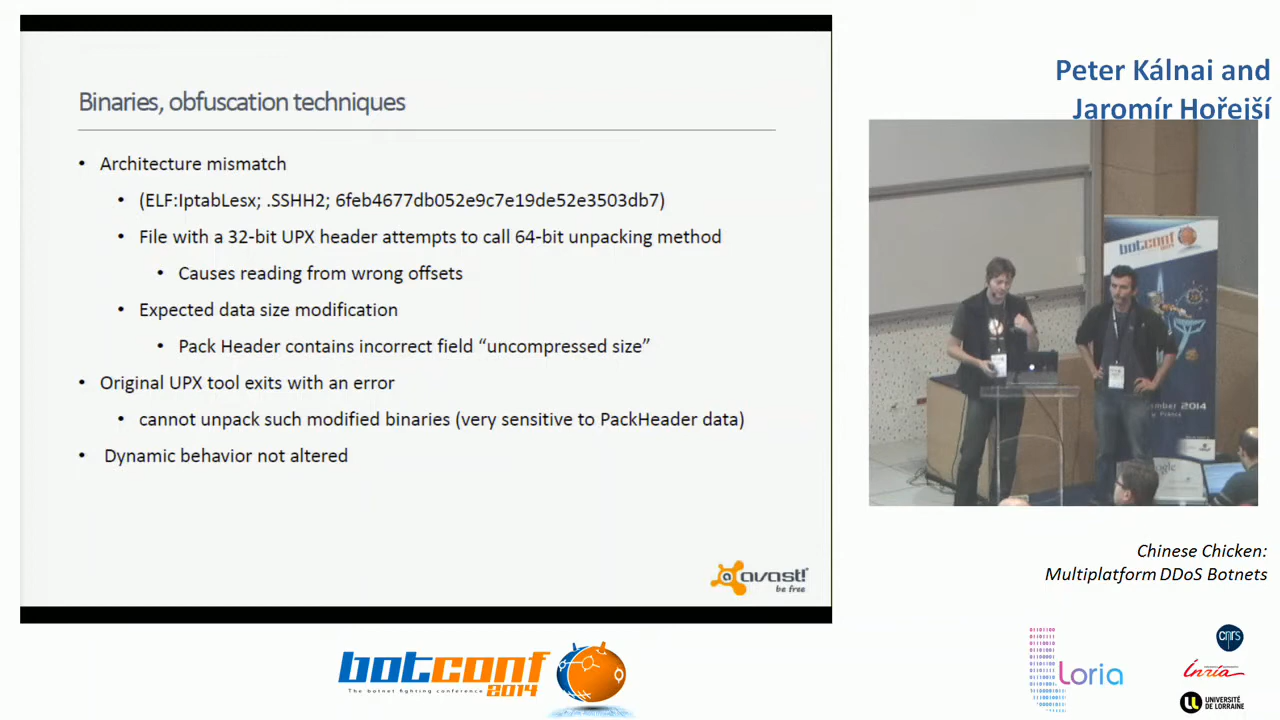 Binaries, obfuscation techniques
• Architecture mismatch
• (ELF:IptabLesx; .SSHH2; 6feb4677db052e9c7e19de52e3503db7)
• File with a 32-bit UPX header attempts to call 64-bit unpacking method
• Causes reading from wrong offsets
• Expected data size modification
• Pack Header contains incorrect field “uncompressed size”
• Original UPX tool exits with an error
• cannot unpack such modified binaries (very sensitive to PackHeader data)
• Dynamic behavior not altered
avast!
be free
Peter Kálnai and
Jaromír Hořejší
botconf
2014
Chinese Chicken:
Multiplatform DDoS Botnets
botconf
The botnet fighting conference 2014
Loria
cnrs
inria
UNIVERSITÉ
DE LORRAINE